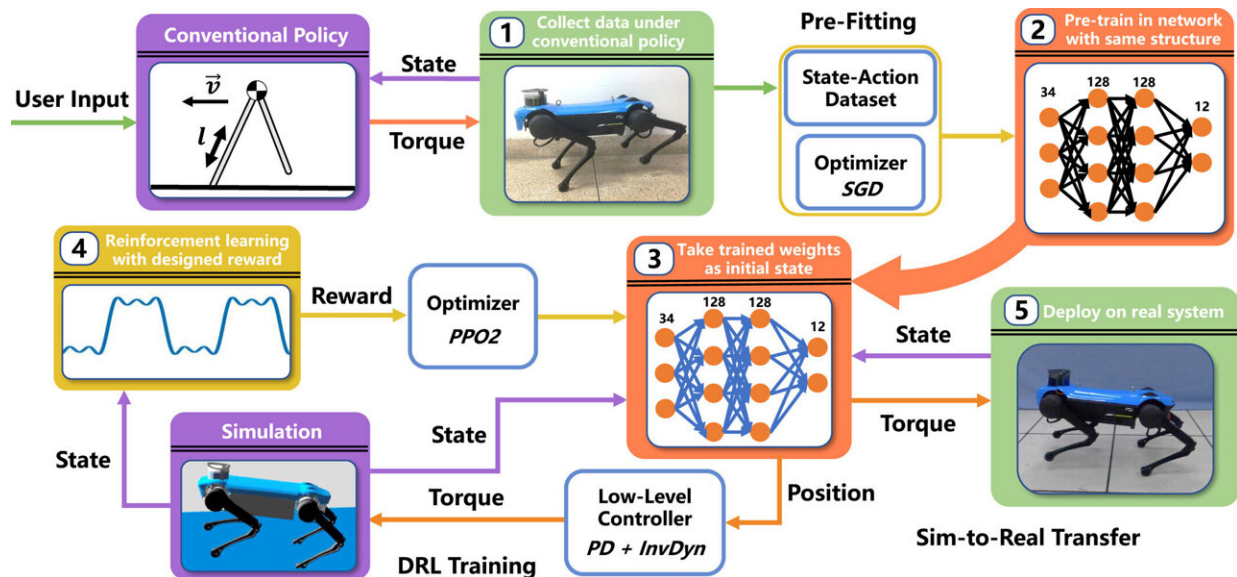 Conventional Policy
User Input
v
l
State
Torque
1
Collect data under
conventional policy
Pre-Fitting
State-Action
Dataset
Optimizer
SGD
2
Pre-train in network
with same structure
34
128
128
12
4
Reinforcement learning
with designed reward
Reward
Optimizer
PPO2
3
Take trained weights
as initial state
34
128
128
12
5
Deploy on real system
State
Torque
State
Simulation
State
Torque
Low-Level
Controller
PD + InvDyn
Position
DRL Training
Sim-to-Real Transfer